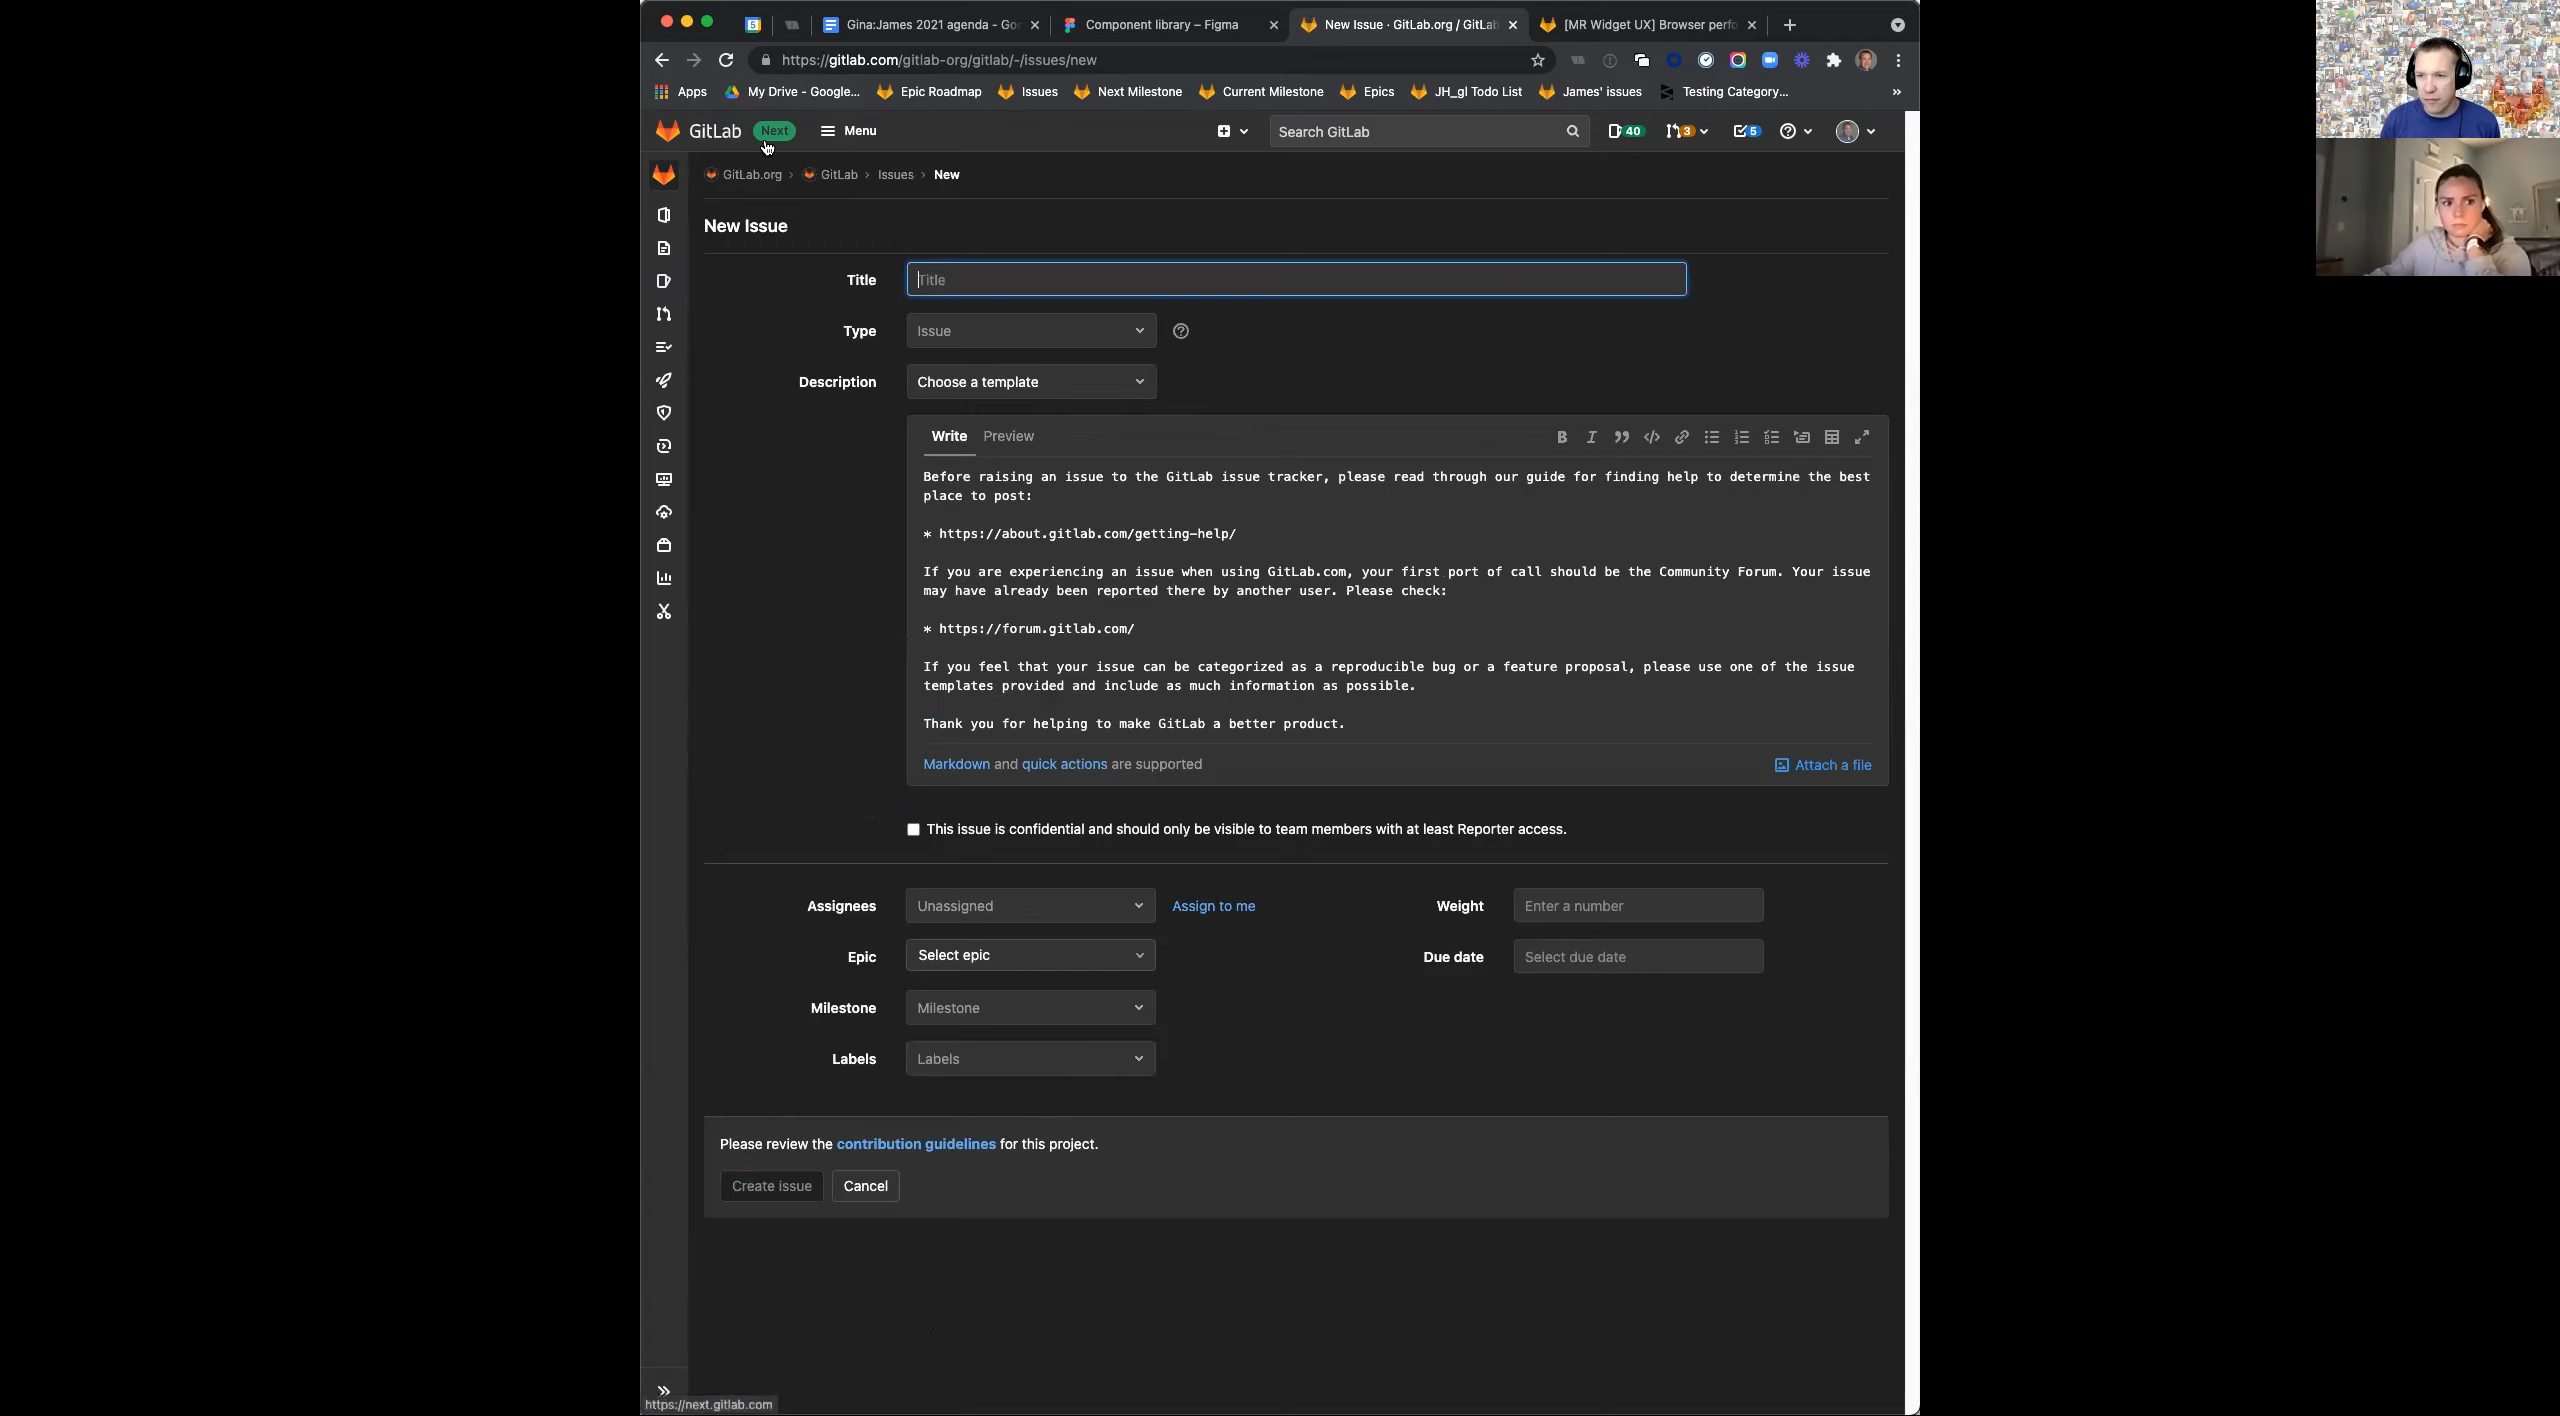 5
Gina:James 2021 agenda - Go
Component library – Figma
New Issue · GitLab.org / GitLab
[MR Widget UX] Browser perfo
https://gitlab.com/gitlab-org/gitlab/-/issues/new
Apps
My Drive - Google...
Epic Roadmap
Issues
Next Milestone
Current Milestone
Epics
JH_gl Todo List
James' issues
Testing Category...
»
GitLab
Next
Menu
Search GitLab
40
3
5
GitLab.org › GitLab › Issues › New
New Issue
Title
Title
Type
Issue
Description
Choose a template
Write Preview
Before raising an issue to the GitLab issue tracker, please read through our guide for finding help to determine the best
place to post:
* https://about.gitlab.com/getting-help/
If you are experiencing an issue when using GitLab.com, your first port of call should be the Community Forum. Your issue
may have already been reported there by another user. Please check:
* https://forum.gitlab.com/
If you feel that your issue can be categorized as a reproducible bug or a feature proposal, please use one of the issue
templates provided and include as much information as possible.
Thank you for helping to make GitLab a better product.
Markdown and quick actions are supported
Attach a file
This issue is confidential and should only be visible to team members with at least Reporter access.
Assignees
Unassigned
Assign to me
Weight
Enter a number
Epic
Select epic
Due date
Select due date
Milestone
Milestone
Labels
Labels
Please review the contribution guidelines for this project.
Create issue
Cancel
https://next.gitlab.com